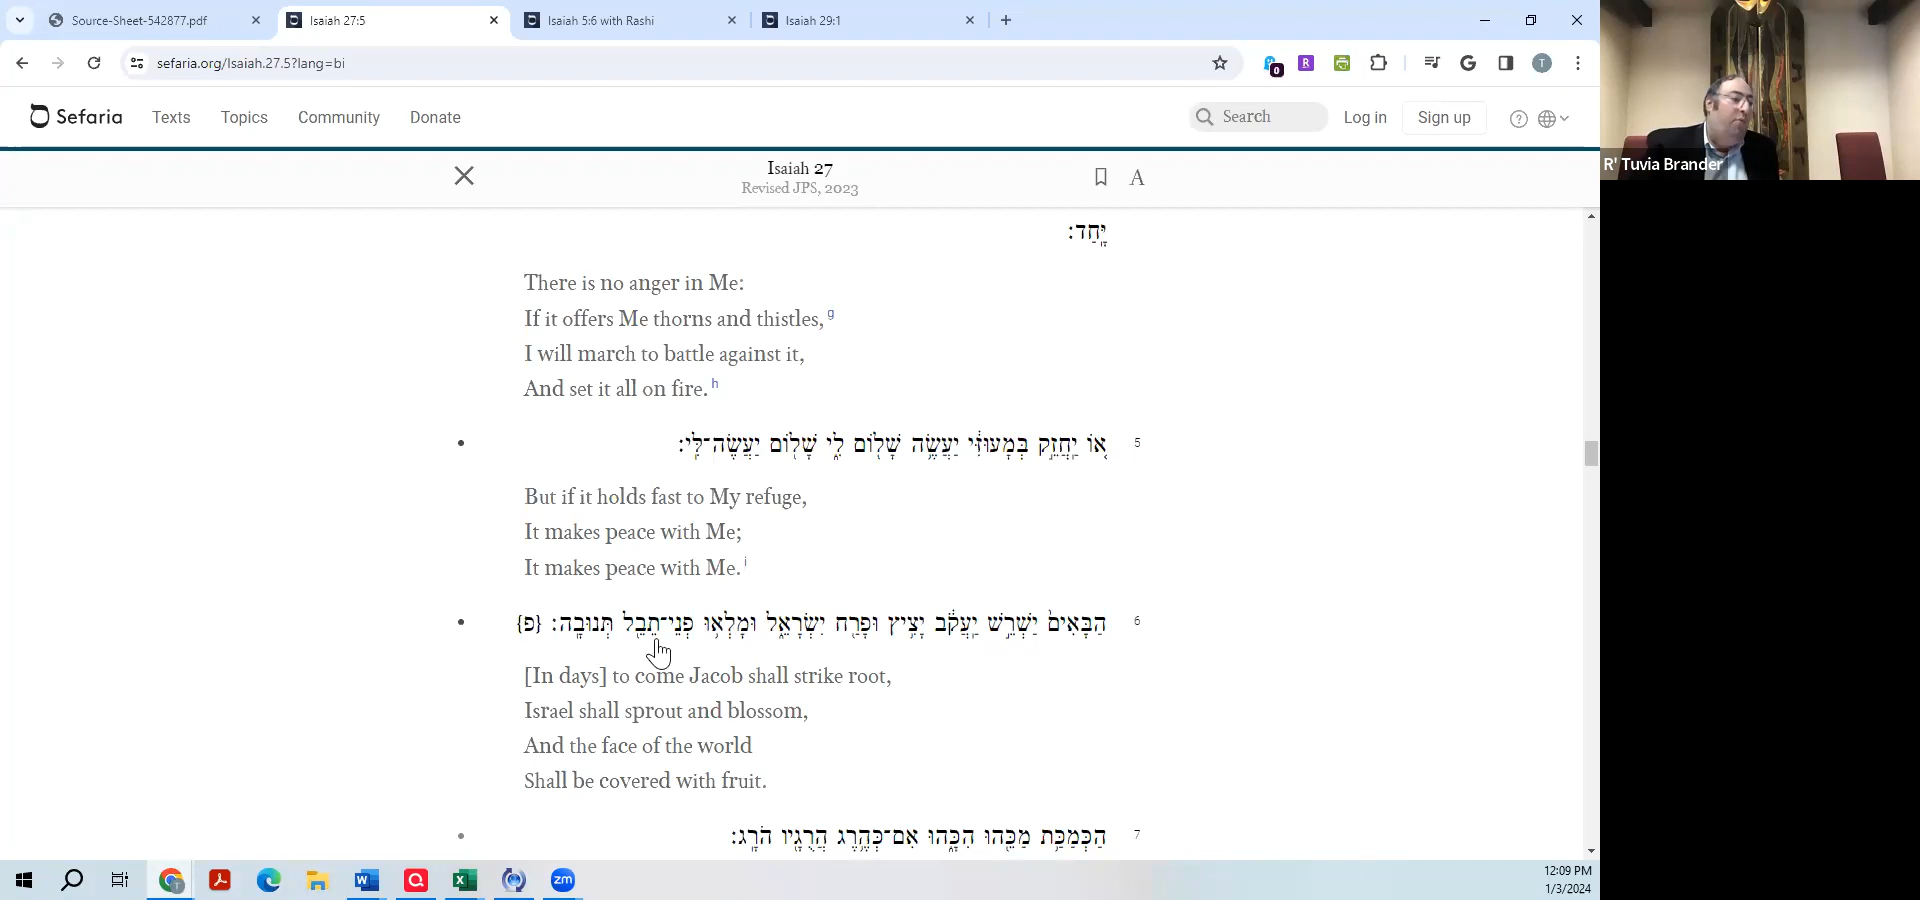 Source-Sheet-542877.pdf
Isaiah 27:5
Isaiah 5:6 with Rashi
Isaiah 29:1
sefaria.org/Isaiah.27.5?lang=bi
Sefaria
Texts
Topics
Community
Donate
Search
Log in
Sign up
Isaiah 27
Revised JPS, 2023
A
יָּֽחַד׃
There is no anger in Me:
If it offers Me thorns and thistles, g
I will march to battle against it,
And set it all on fire. h
א֚וֹ יַחֲזֵ֣ק בְּמָעוּזִּ֔י יַעֲשֶׂ֥ה שָׁל֖וֹם לִ֑י שָׁל֖וֹם יַֽעֲשֶׂה־לִּֽי׃
5
But if it holds fast to My refuge,
It makes peace with Me;
It makes peace with Me. i
הַבָּאִים֙ יַשְׁרֵ֣שׁ יַֽעֲקֹ֔ב יָצִ֥יץ וּפָרַ֖ח יִשְׂרָאֵ֑ל וּמָלְא֥וּ פְנֵי־תֵבֵ֖ל תְּנוּבָֽה׃ {פ}
6
[In days] to come Jacob shall strike root,
Israel shall sprout and blossom,
And the face of the world
Shall be covered with fruit.
הַכְּמַכַּ֥ת מַכֵּ֖הוּ הִכָּ֑הוּ אִם־כְּהֶ֥רֶג הֲרֻגָ֖יו הֹרָֽג׃
7
R' Tuvia Brander
12:09 PM
1/3/2024